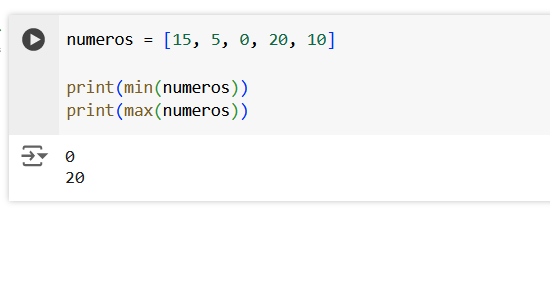 numeros = [15, 5, 0, 20, 10]
print(min(numeros))
print(max(numeros))
0
20